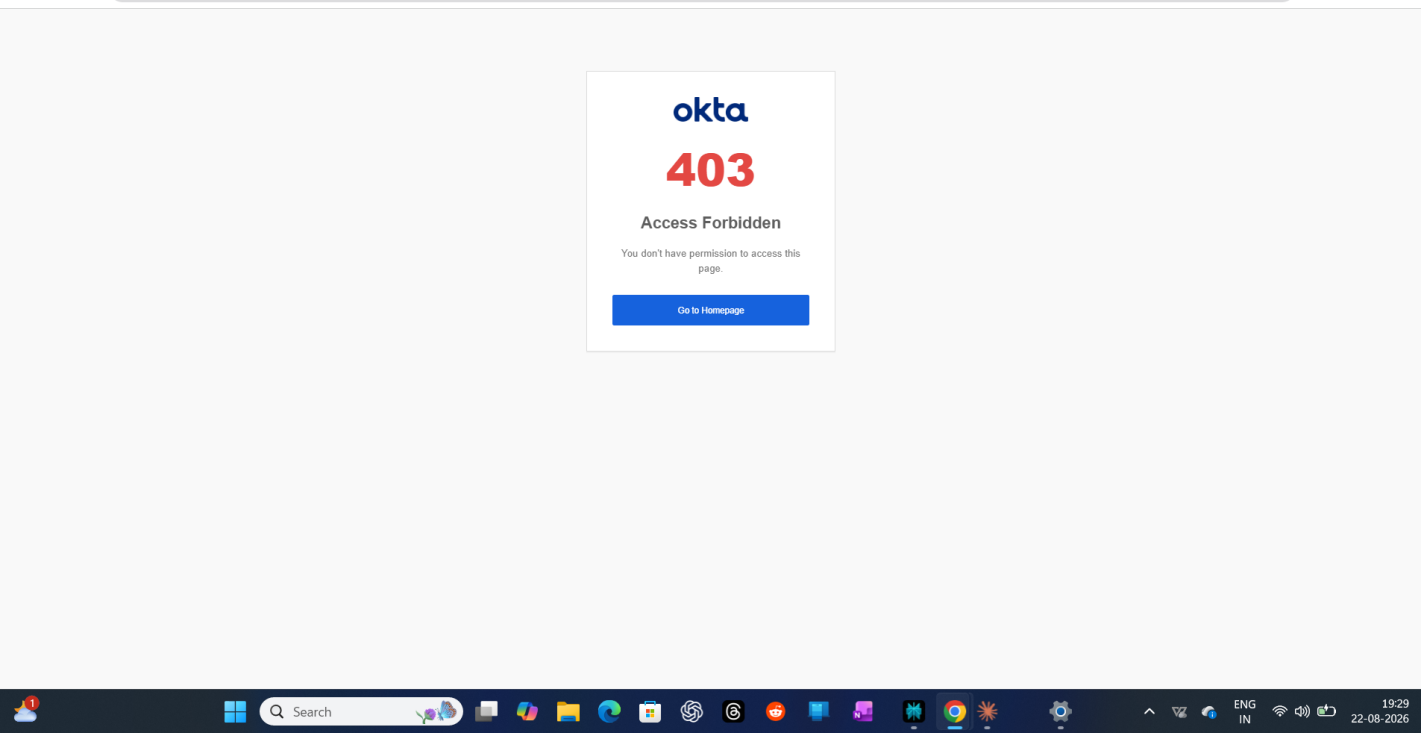 okta
403
Access Forbidden
You don't have permission to access this
page.
Go to Homepage
1
Search
ENG
IN
19:29
22-08-2026